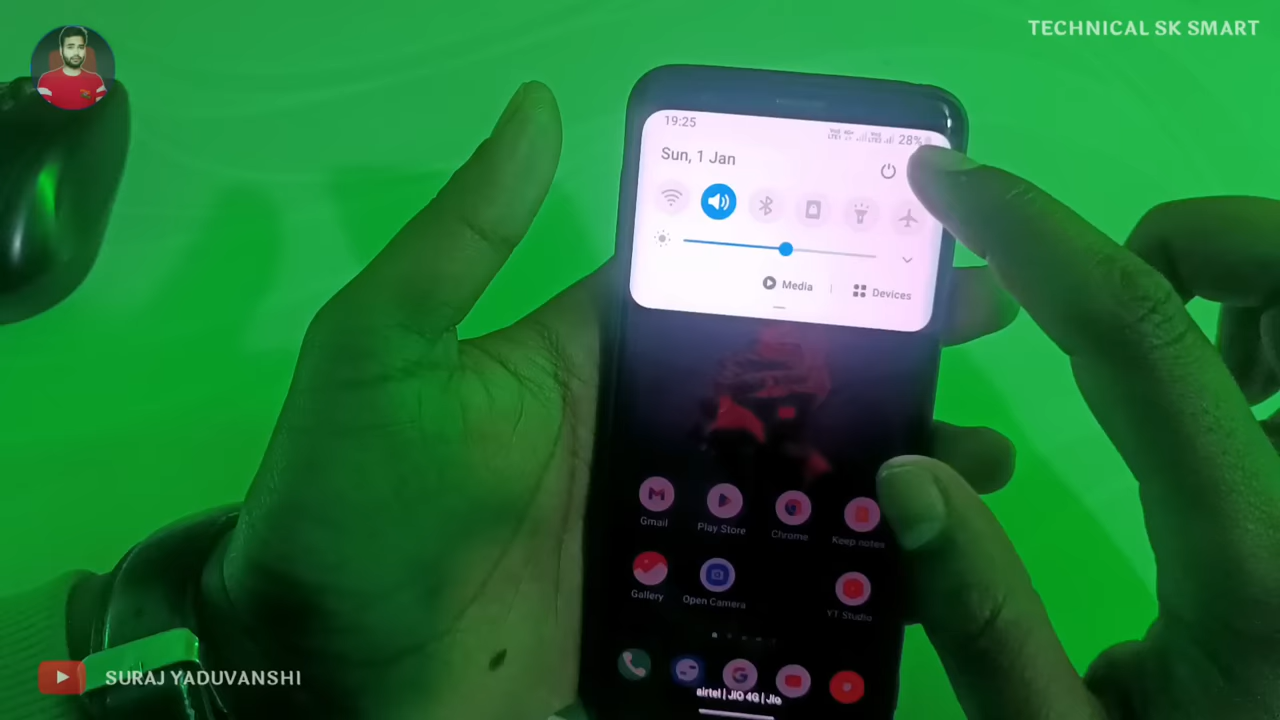 TECHNICAL SK SMART
19:25
28%
Sun, 1 Jan
Media
Devices
Gmail
Play Store
Chrome
Keep notes
Gallery
Open Camera
YT Studio
airtel | JIO 4G | Jio
SURAJ YADUVANSHI